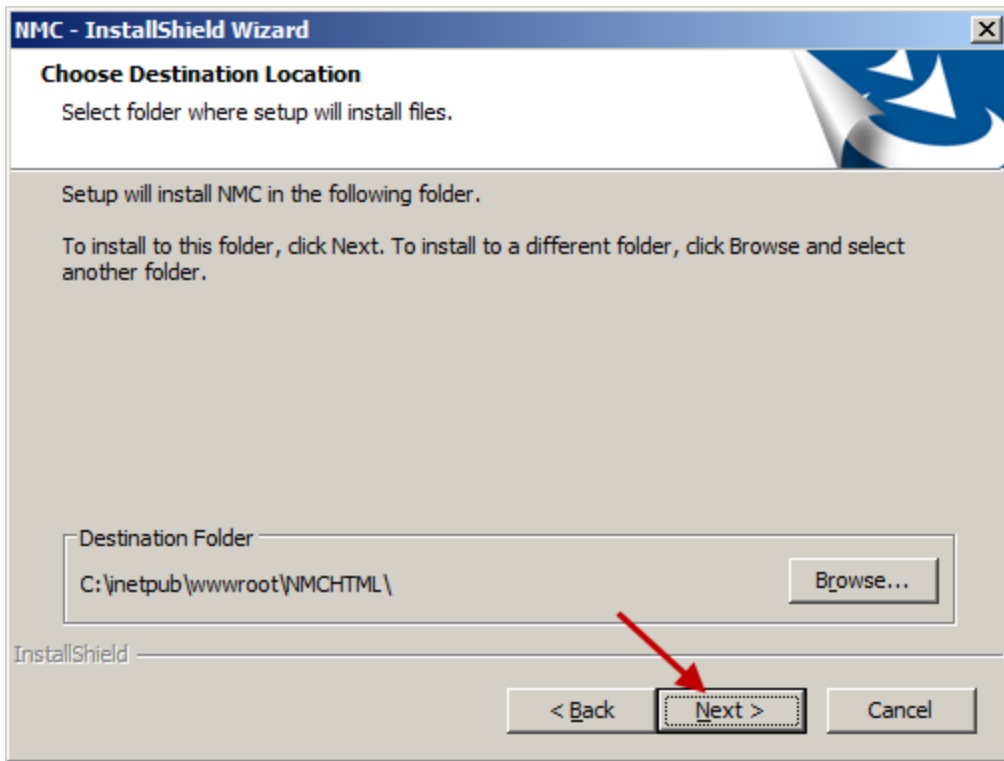 NMC - InstallShield Wizard
Choose Destination Location
Select folder where setup will install files.
Setup will install NMC in the following folder.
To install to this folder, click Next. To install to a different folder, click Browse and select
another folder.
Destination Folder
C:\inetpub\wwwroot\NMCHTML\
Browse...
InstallShield
< Back
Next >
Cancel